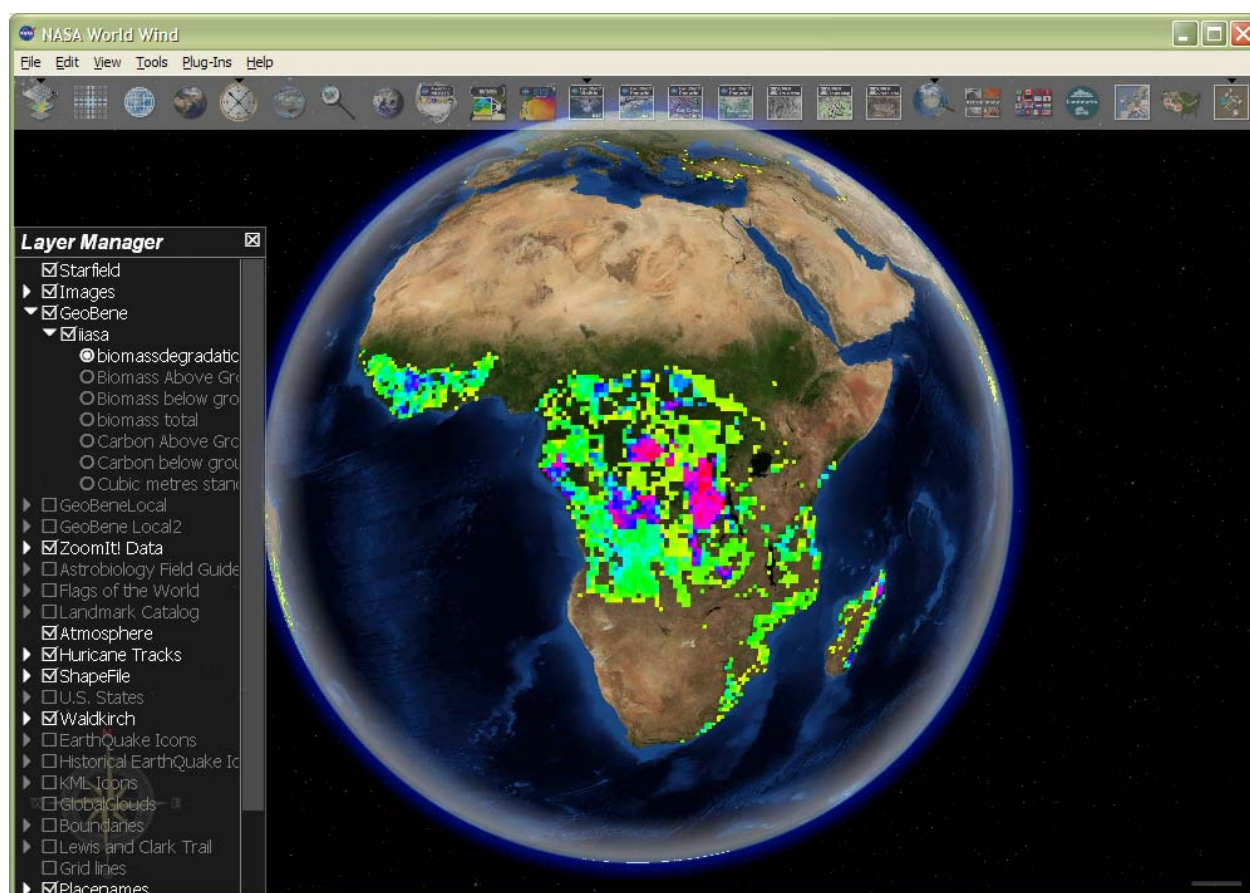 NASA World Wind
File Edit View Tools Plug-Ins Help
Layer Manager
Starfield
Images
GeoBene
iiasa
biomassdegradatic
Biomass Above Gro
Biomass below gro
biomass total
Carbon Above Gro
Carbon below grou
Cubic metres stand
GeoBeneLocal
GeoBene Local2
ZoomIt! Data
Astrobiology Field Guide
Flags of the World
Landmark Catalog
Atmosphere
Huricane Tracks
ShapeFile
U.S. States
Waldkirch
EarthQuake Icons
Historical EarthQuake Ic
KML Icons
GlobalClouds
Boundaries
Lewis and Clark Trail
Grid lines
Placenames